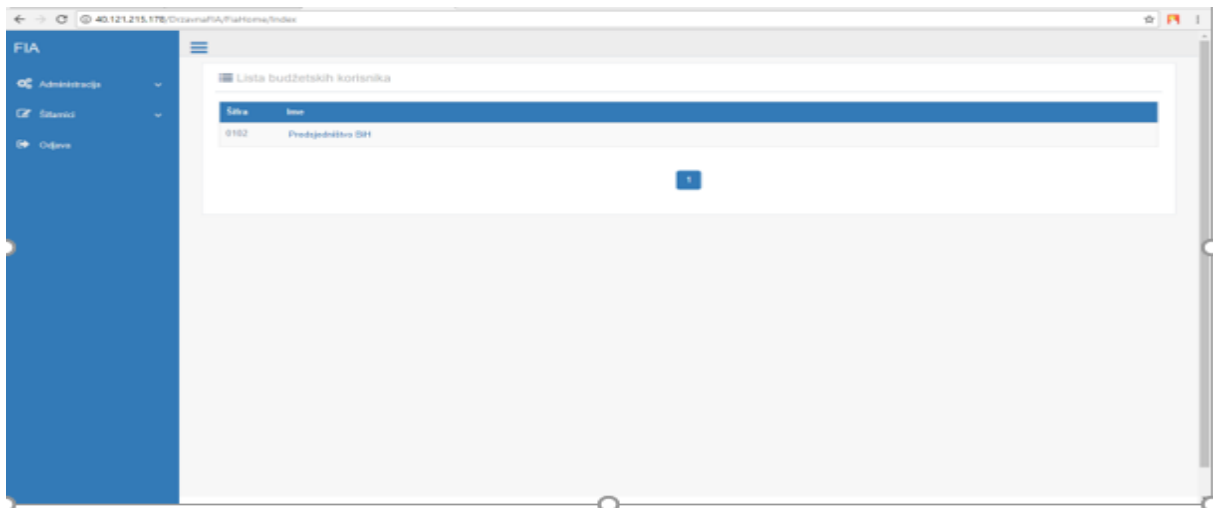 40.121.215.178/DrzavnaFIA/FiaHome/Index
FIA
Lista budžetskih korisnika
Administracija
Šifra Ime
Šifarnici
0102 Predsjedništvo BiH
Odjava
1